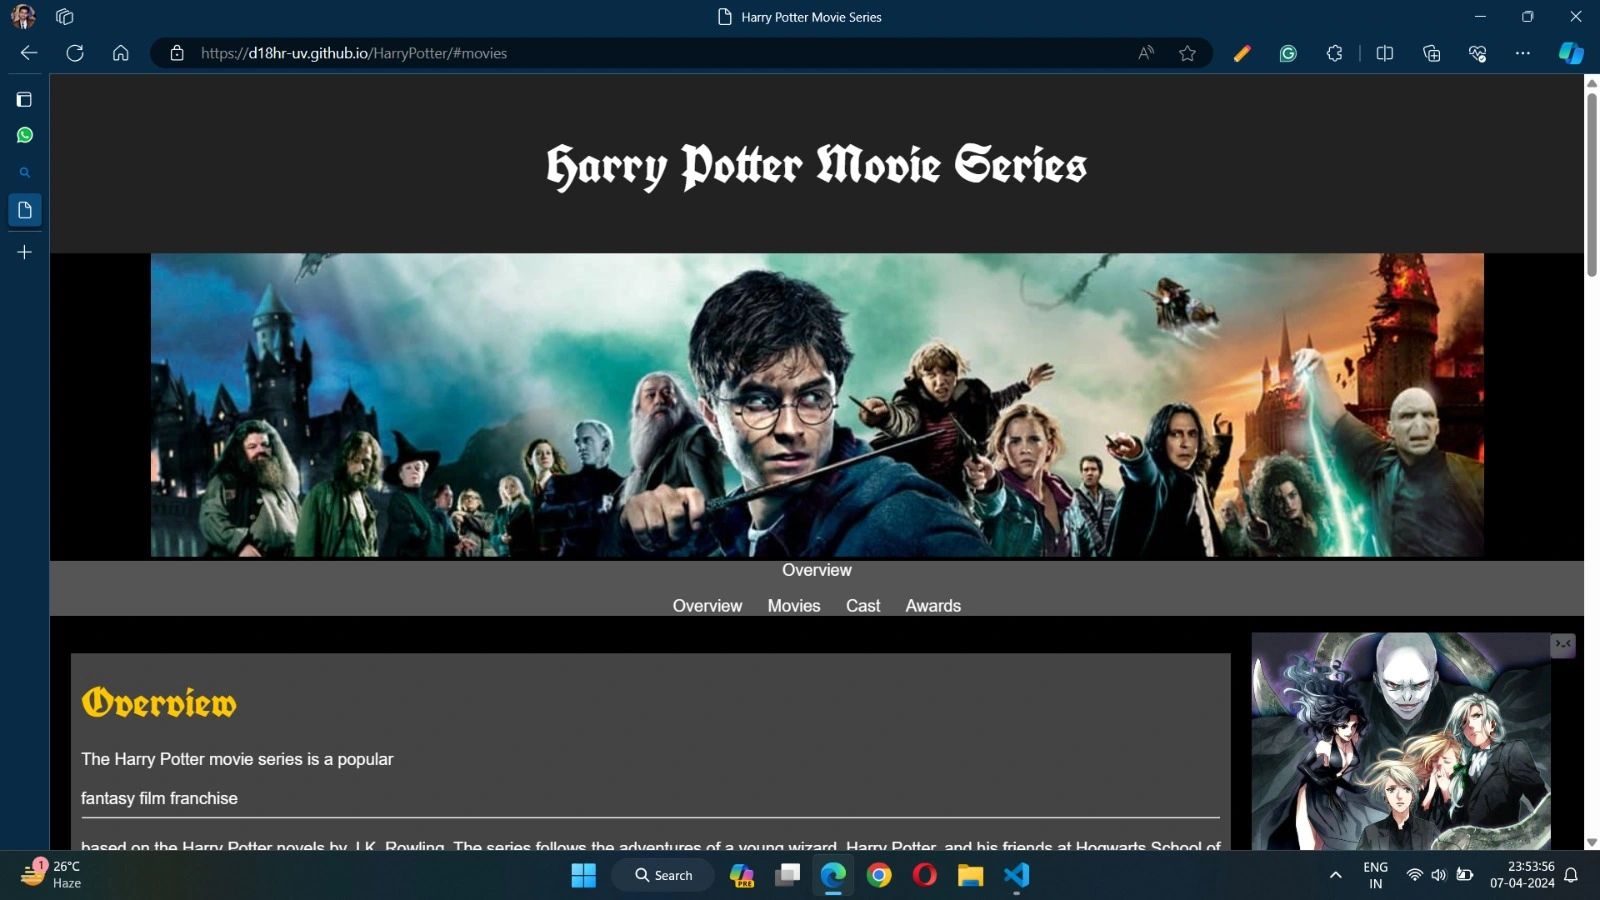 Harry Potter Movie Series
https://d18hr-uv.github.io/HarryPotter/#movies
Harry Potter Movie Series
Overview
Overview Movies Cast Awards
Overview
The Harry Potter movie series is a popular
fantasy film franchise
based on the Harry Potter novels by J.K. Rowling. The series follows the adventures of a young wizard, Harry Potter, and his friends at Hogwarts School of
1
26°C
Haze
Search
PRE
ENG
IN
23:53:56
07-04-2024